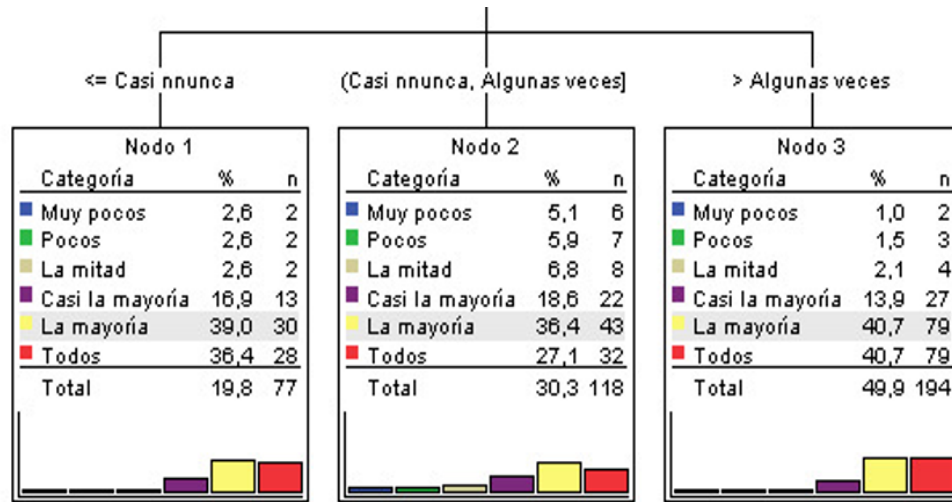 <= Casi nnunca
(Casi nnunca, Algunas veces]
> Algunas veces
Nodo 1
Categoría % n
Muy pocos 2,6 2
Pocos 2,6 2
La mitad 2,6 2
Casi la mayoría 16,9 13
La mayoría 39,0 30
Todos 36,4 28
Total 19,8 77
Nodo 2
Categoría % n
Muy pocos 5,1 6
Pocos 5,9 7
La mitad 6,8 8
Casi la mayoría 18,6 22
La mayoría 36,4 43
Todos 27,1 32
Total 30,3 118
Nodo 3
Categoría % n
Muy pocos 1,0 2
Pocos 1,5 3
La mitad 2,1 4
Casi la mayoría 13,9 27
La mayoría 40,7 79
Todos 40,7 79
Total 49,9 194